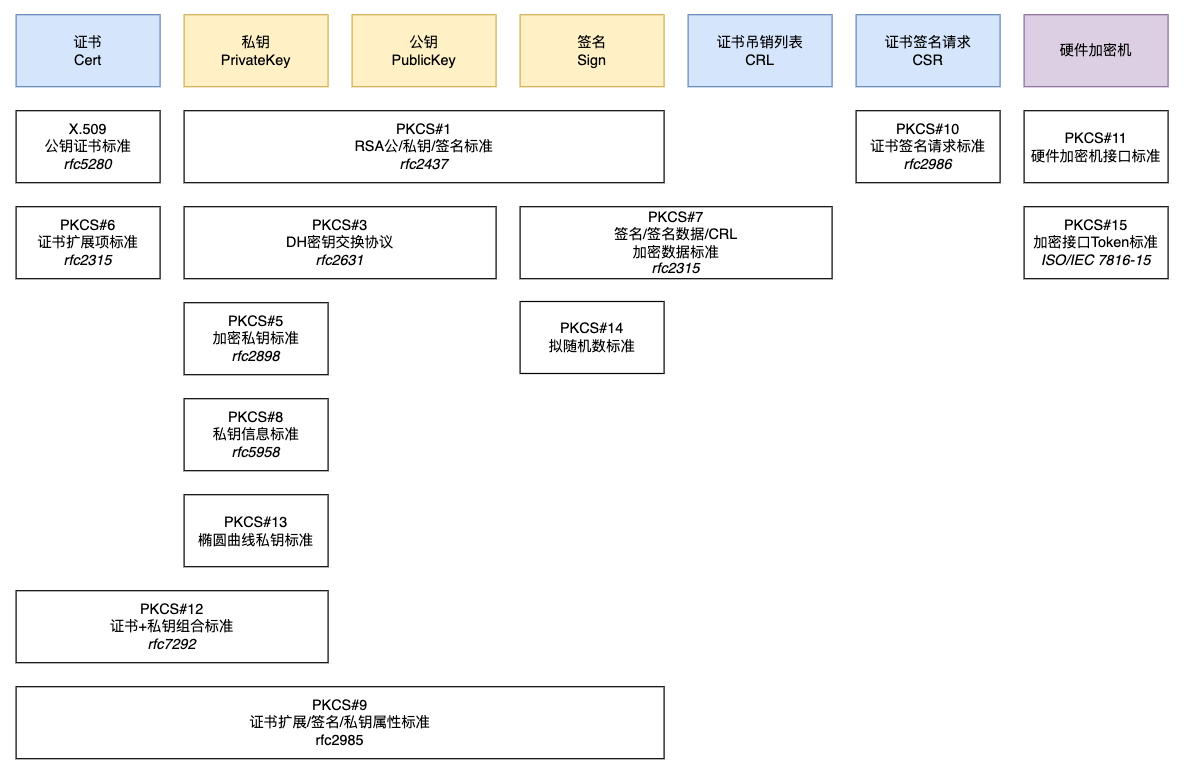 证书
Cert
私钥
PrivateKey
公钥
PublicKey
签名
Sign
证书吊销列表
CRL
证书签名请求
CSR
硬件加密机
X.509
公钥证书标准
rfc5280
PKCS#1
RSA公/私钥/签名标准
rfc2437
PKCS#10
证书签名请求标准
rfc2986
PKCS#11
硬件加密机接口标准
PKCS#6
证书扩展项标准
rfc2315
PKCS#3
DH密钥交换协议
rfc2631
PKCS#7
签名/签名数据/CRL
加密数据标准
rfc2315
PKCS#15
加密接口Token标准
ISO/IEC 7816-15
PKCS#5
加密私钥标准
rfc2898
PKCS#14
拟随机数标准
PKCS#8
私钥信息标准
rfc5958
PKCS#13
椭圆曲线私钥标准
PKCS#12
证书+私钥组合标准
rfc7292
PKCS#9
证书扩展/签名/私钥属性标准
rfc2985